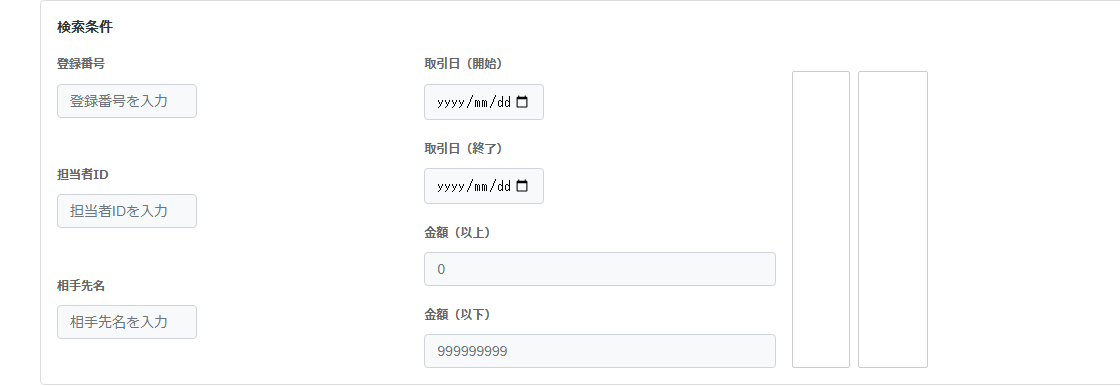 検索条件
登録番号
登録番号を入力
担当者ID
担当者IDを入力
相手先名
相手先名を入力
取引日（開始）
yyyy/mm/dd
取引日（終了）
yyyy/mm/dd
金額（以上）
0
金額（以下）
999999999